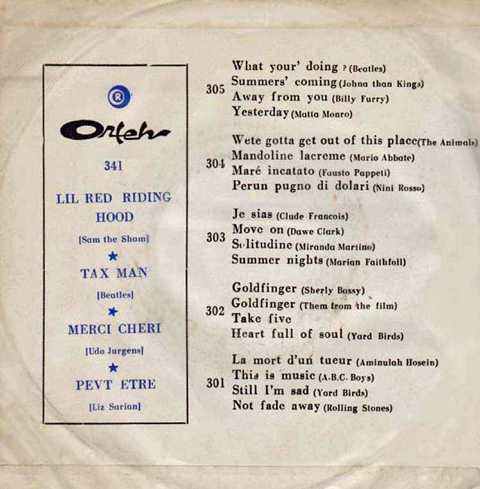 ®
Orfeh
341
LIL RED RIDING
HOOD
[Sam the Sham]
★
TAX MAN
[Beatles]
★
MERCI CHERI
[Udo Jurgens]
★
PEVT ETRE
[Liz Sarian]
305
What your' doing ? (Beatles)
Summers' coming (Johna than Kings)
Away from you (Billy Furry)
Yesterday (Matta Monro)
304
Wete gotta get out of this place(The Animals)
Mandoline lacreme (Mario Abbate)
Maré incatato (Fausto Pappeti)
Perun pugno di dolari (Nini Rosso)
303
Je sias (Clude Francois)
Move on (Dawe Clark)
Solitudine (Miranda Martino)
Summer nights (Marian Faithfoll)
302
Goldfinger (Sherly Bassy)
Goldfinger (Them from the film)
Take five
Heart full of soul (Yard Birds)
301
La mort d'un tueur (Aminulah Hosein)
This is music (A.B.C. Boys)
Still I'm sad (Yard Birds)
Not fade away (Rolling Stones)